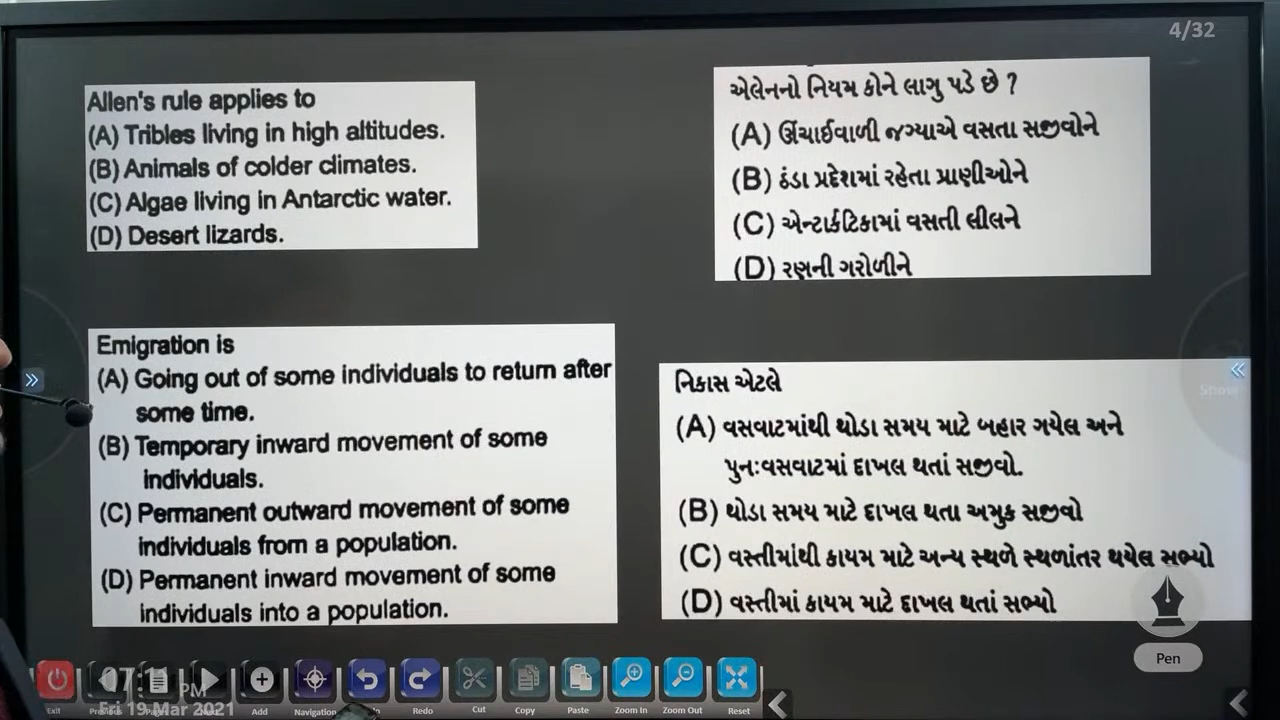 4/32
Allen's rule applies to
(A) Tribles living in high altitudes.
(B) Animals of colder climates.
(C) Algae living in Antarctic water.
(D) Desert lizards.
એલેનનો નિયમ કોને લાગુ પડે છે ?
(A) ઊંચાઈવાળી જગ્યાએ વસતા સજીવોને
(B) ઠંડા પ્રદેશમાં રહેતા પ્રાણીઓને
(C) એન્ટાર્કટિકામાં વસતી લીલને
(D) રણની ગરોળીને
Emigration is
(A) Going out of some individuals to return after
some time.
(B) Temporary inward movement of some
individuals.
(C) Permanent outward movement of some
individuals from a population.
(D) Permanent inward movement of some
individuals into a population.
નિકાસ એટલે
(A) વસવાટમાંથી થોડા સમય માટે બહાર ગયેલ અને
પુનઃવસવાટમાં દાખલ થતાં સજીવો.
(B) થોડા સમય માટે દાખલ થતા અમુક સજીવો
(C) વસ્તીમાંથી કાયમ માટે અન્ય સ્થળે સ્થળાંતર થયેલ સભ્યો
(D) વસ્તીમાં કાયમ માટે દાખલ થતાં સભ્યો
Show
Pen
07:11 PM
Fri 19 Mar 2021
Exit Add Navigation Redo Cut Copy Paste Zoom In Zoom Out Reset